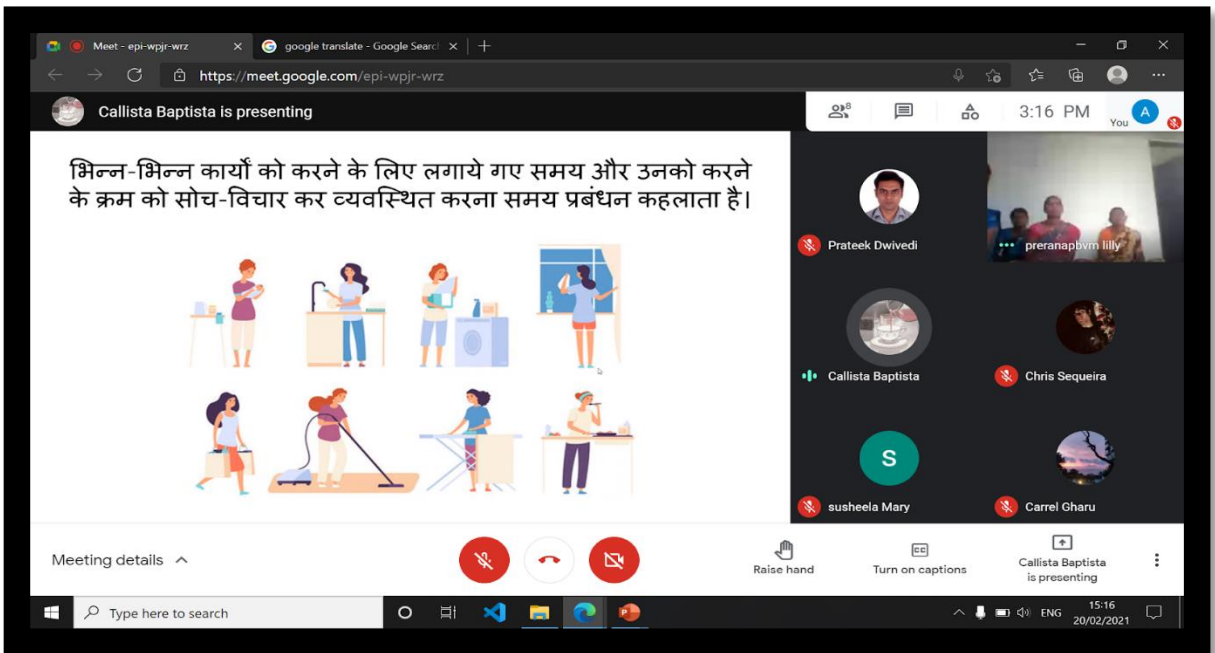 Meet - epi-wpjr-wrz
google translate - Google Searc
https://meet.google.com/epi-wpjr-wrz
Callista Baptista is presenting
8
3:16 PM
You
A
भिन्न-भिन्न कार्यों को करने के लिए लगाये गए समय और उनको करने
के क्रम को सोच-विचार कर व्यवस्थित करना समय प्रबंधन कहलाता है।
Prateek Dwivedi
preranapbvm lilly
Callista Baptista
Chris Sequeira
S
susheela Mary
Carrel Gharu
Meeting details
Raise hand
Turn on captions
Callista Baptista
is presenting
Type here to search
ENG
15:16
20/02/2021